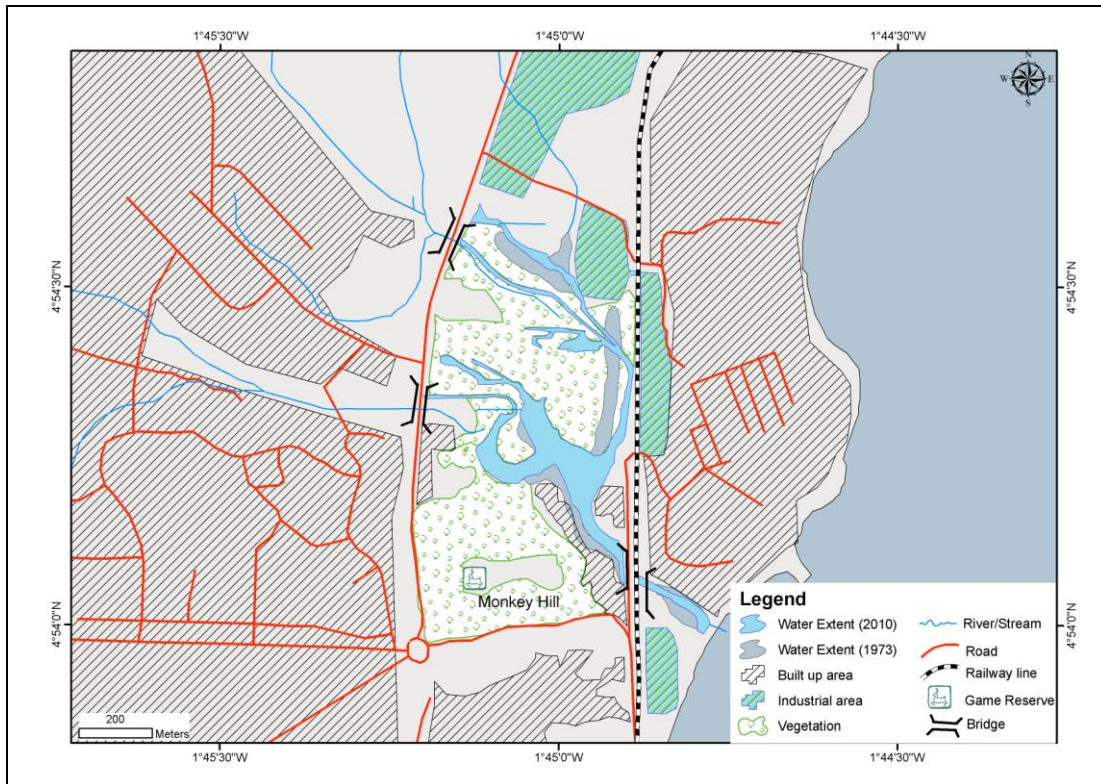 1°45'30"W 1°45'0"W 1°44'30"W
N
W E
S
4°54'30"N 4°54'30"N
Monkey Hill
4°54'0"N 4°54'0"N
Legend
Water Extent (2010)
Water Extent (1973)
Built up area
Industrial area
Vegetation
River/Stream
Road
Railway line
Game Reserve
Bridge
200
Meters
1°45'30"W 1°45'0"W 1°44'30"W